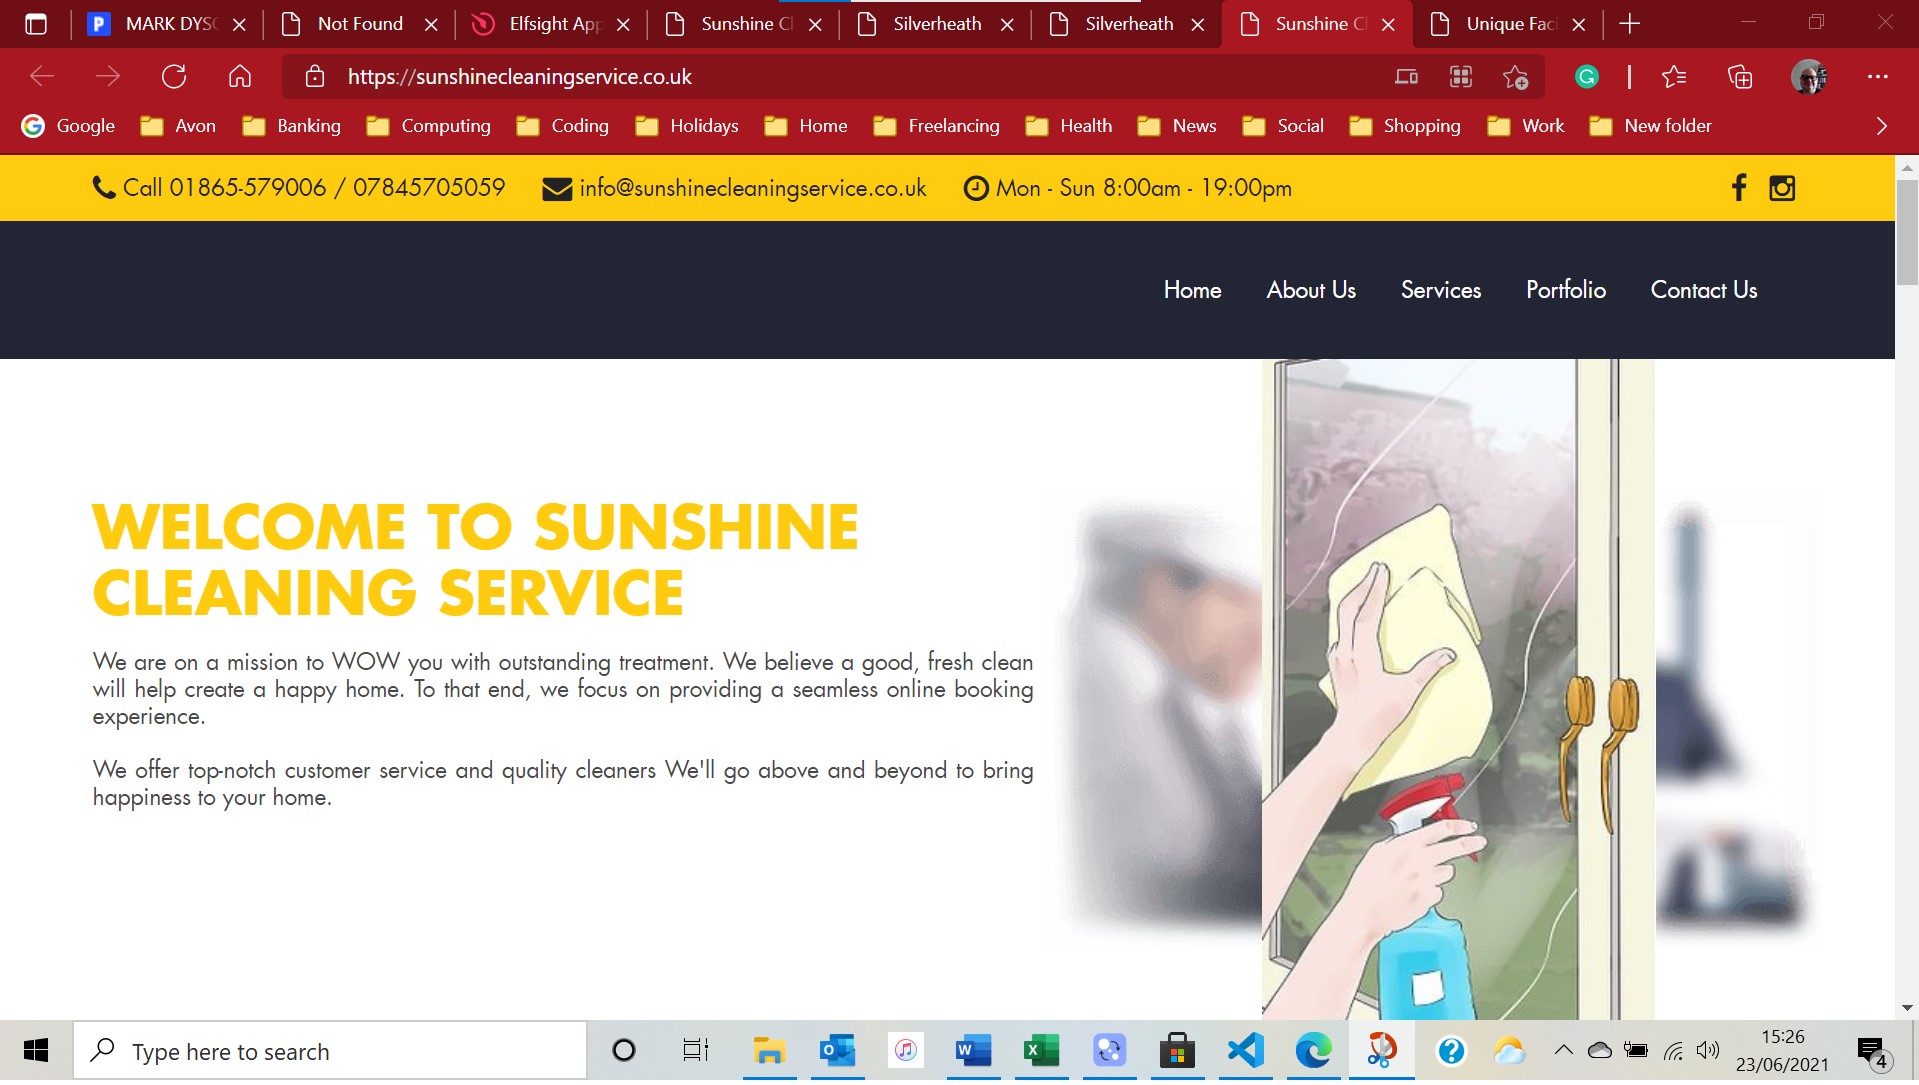 MARK DYSC
Not Found
Elfsight App
Sunshine Cl
Silverheath
Silverheath
Sunshine Cl
Unique Faci
https://sunshinecleaningservice.co.uk
Google
Avon
Banking
Computing
Coding
Holidays
Home
Freelancing
Health
News
Social
Shopping
Work
New folder
Call 01865-579006 / 07845705059
info@sunshinecleaningservice.co.uk
Mon - Sun 8:00am - 19:00pm
Home
About Us
Services
Portfolio
Contact Us
WELCOME TO SUNSHINE
CLEANING SERVICE
We are on a mission to WOW you with outstanding treatment. We believe a good, fresh clean
will help create a happy home. To that end, we focus on providing a seamless online booking
experience.
We offer top-notch customer service and quality cleaners We'll go above and beyond to bring
happiness to your home.
Type here to search
15:26
23/06/2021
4